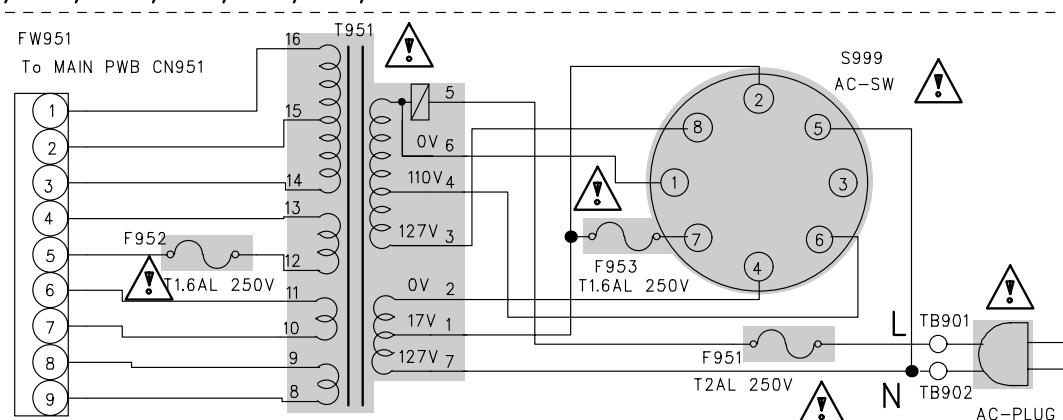 FW951
To MAIN PWB CN951
T951
S999
AC-SW
1
2
3
4
5
6
7
8
9
16
15
14
13
12
11
10
9
8
F952
T1.6AL 250V
5
0V 6
110V 4
127V 3
0V 2
17V 1
127V 7
!
!
!
!
!
!
2
8
5
1
3
7
6
4
F953
T1.6AL 250V
F951
T2AL 250V
L
N
TB901
TB902
AC-PLUG